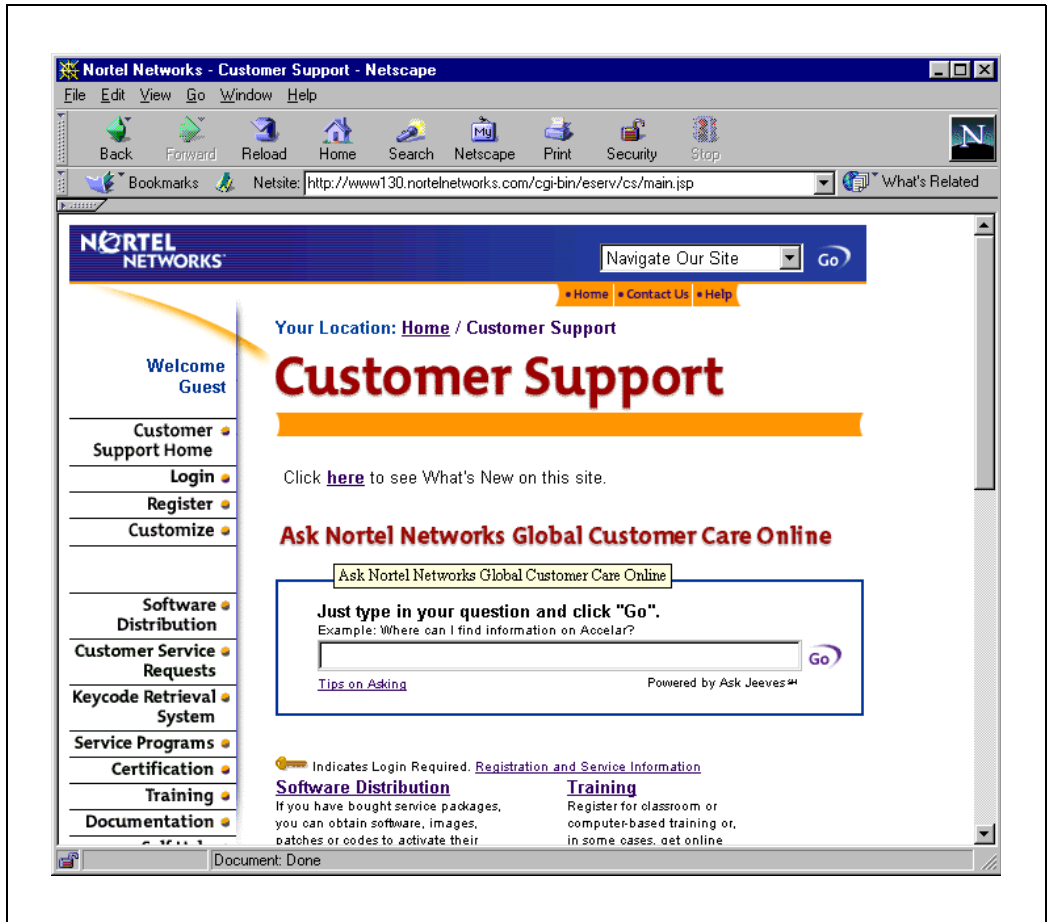 Nortel Networks - Customer Support - Netscape
File Edit View Go Window Help
Back Forward Reload Home Search Netscape Print Security Stop
My
N
Bookmarks Netsite: http://www130.nortelnetworks.com/cgi-bin/eserv/cs/main.jsp What's Related
NORTEL
NETWORKS™
Navigate Our Site Go
Home Contact Us Help
Your Location: Home / Customer Support
Welcome
Guest
Customer Support
Customer
Support Home
Login
Register
Customize
Software
Distribution
Customer Service
Requests
Keycode Retrieval
System
Service Programs
Certification
Training
Documentation
Click here to see What's New on this site.
Ask Nortel Networks Global Customer Care Online
Ask Nortel Networks Global Customer Care Online
Just type in your question and click "Go".
Example: Where can I find information on Accelar?
Go
Tips on Asking
Powered by Ask Jeeves℠
Indicates Login Required. Registration and Service Information
Software Distribution
If you have bought service packages,
you can obtain software, images,
patches or codes to activate their
Training
Register for classroom or
computer-based training or,
in some cases, get online
Document: Done